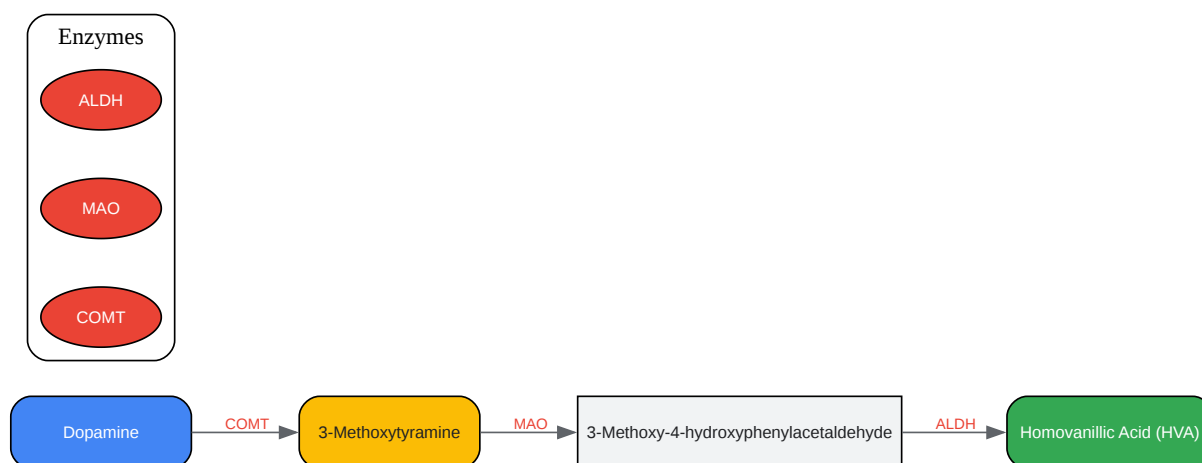 Enzymes
ALDH
MAO
COMT
Dopamine
COMT
3-Methoxytyramine
MAO
3-Methoxy-4-hydroxyphenylacetaldehyde
ALDH
Homovanillic Acid (HVA)